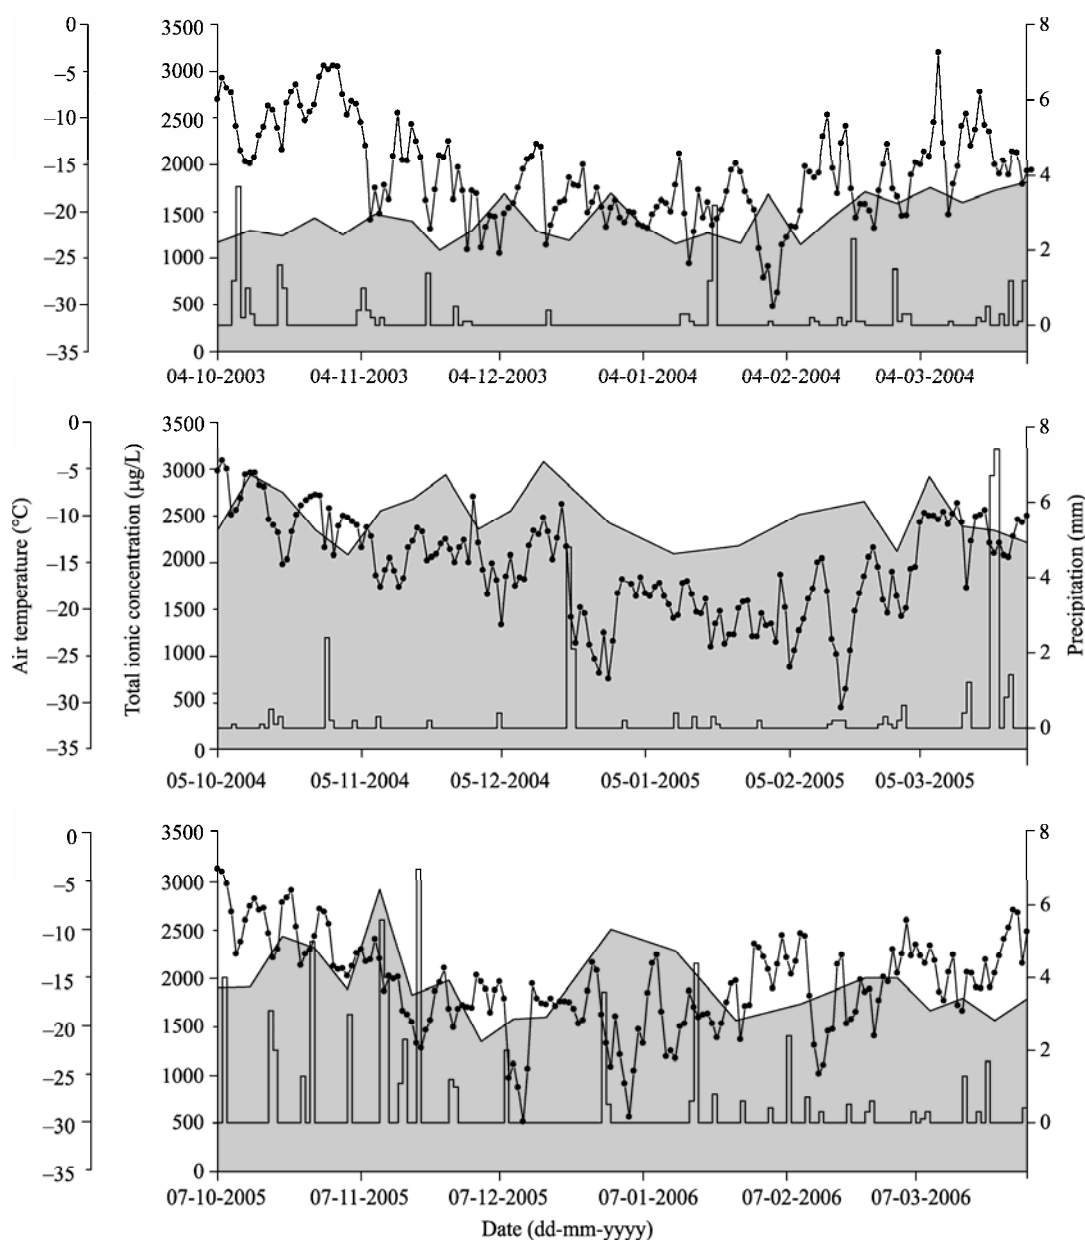 0 3500 8
−5 3000
−10 2500 6
−15 2000 4
−20 1500
−25 1000 2
−30 500 0
−35 0
04-10-2003 04-11-2003 04-12-2003 04-01-2004 04-02-2004 04-03-2004
0 3500 8
−5 3000
−10 2500 6
−15 2000 4
−20 1500
−25 1000 2
−30 500 0
−35 0
Air temperature (°C)
Total ionic concentration (µg/L)
Precipitation (mm)
05-10-2004 05-11-2004 05-12-2004 05-01-2005 05-02-2005 05-03-2005
0 3500 8
−5 3000
−10 2500 6
−15 2000 4
−20 1500
−25 1000 2
−30 500 0
−35 0
07-10-2005 07-11-2005 07-12-2005 07-01-2006 07-02-2006 07-03-2006
Date (dd-mm-yyyy)